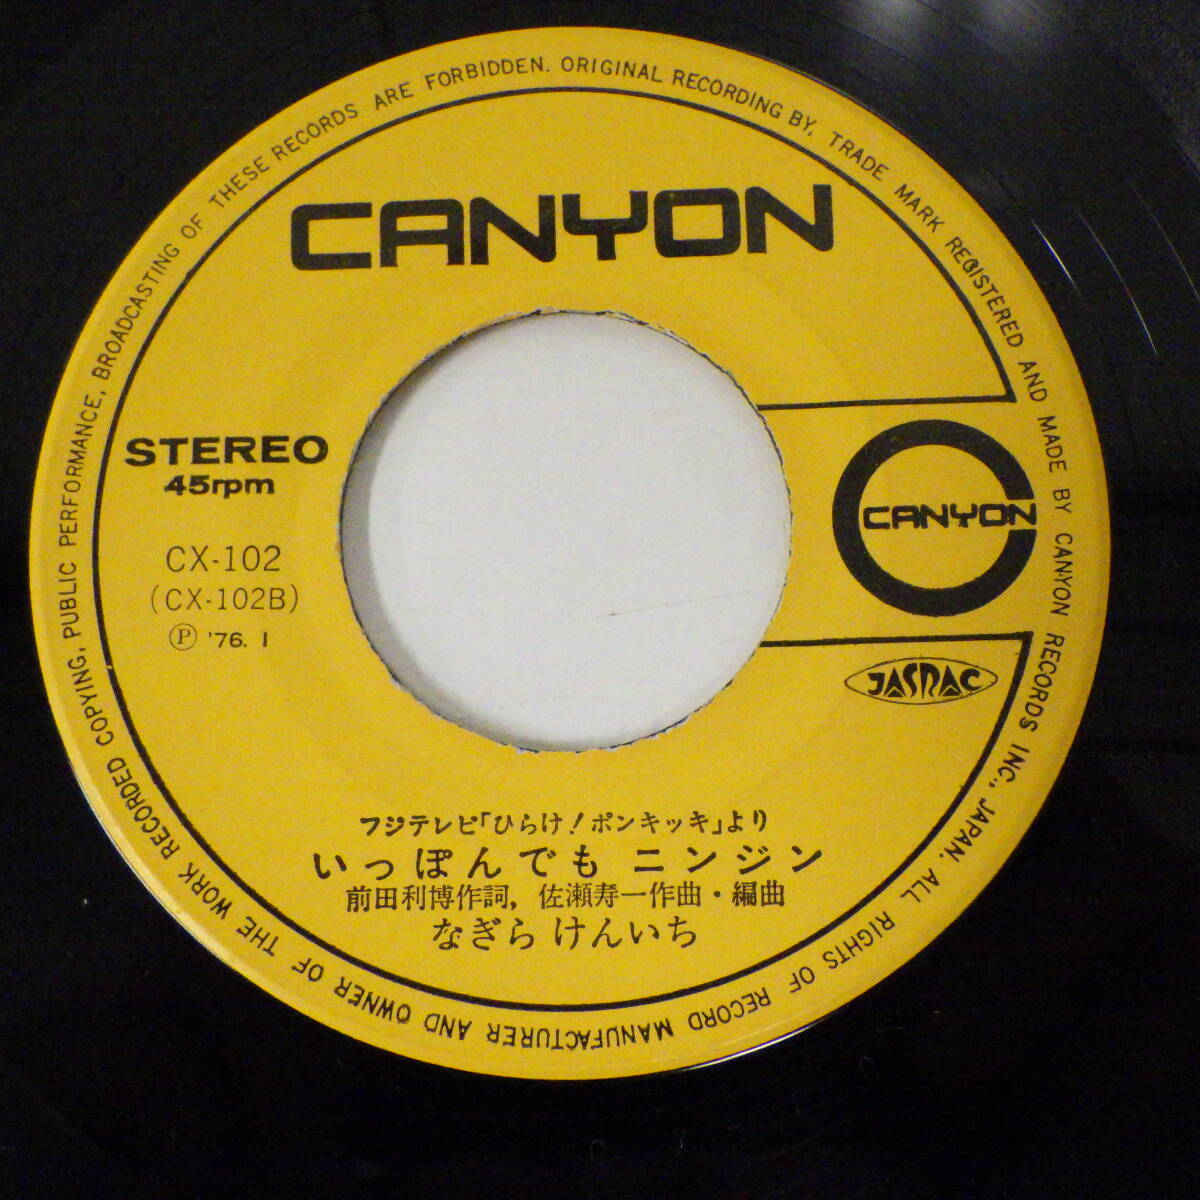 ORIGINAL RECORDING BY, TRADE MARK REGISTERED AND MADE BY CANYON RECORDS INC., JAPAN. ALL RIGHTS OF RECORD MANUFACTURER AND OWNER OF THE WORK RECORDED COPYING, PUBLIC PERFORMANCE, BROADCASTING OF THESE RECORDS ARE FORBIDDEN.
CANYON
STEREO
45rpm
CX-102
(CX-102B)
Ⓟ '76. 1
CANYON
JASRAC
フジテレビ「ひらけ!ポンキッキ」より
いっぽんでも ニンジン
前田利博作詞, 佐瀬寿一作曲・編曲
なぎら けんいち